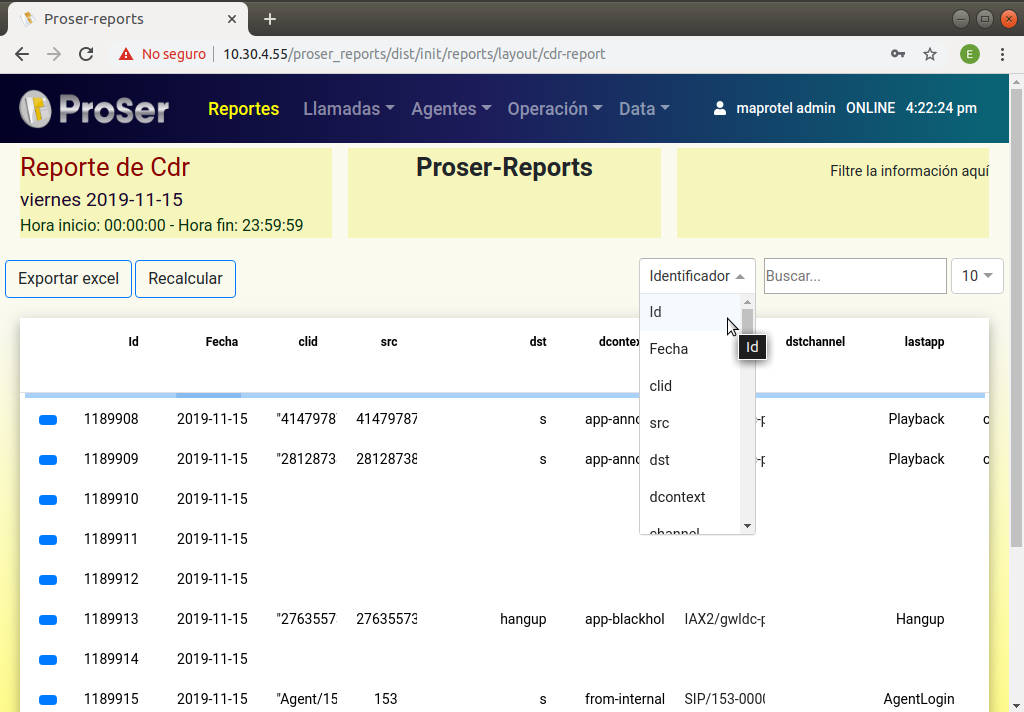 Proser-reports
No seguro
10.30.4.55/proser_reports/dist/init/reports/layout/cdr-report
E
ProSer
Reportes Llamadas Agentes Operación Data maprotel admin ONLINE 4:22:24 pm
Reporte de Cdr
viernes 2019-11-15
Hora inicio: 00:00:00 - Hora fin: 23:59:59
Proser-Reports
Filtre la información aquí
Exportar excel Recalcular Identificador Buscar... 10
Id
Fecha
clid
src
dst
dcontext
channel
Id
Id Fecha clid src dst dcontex dstchannel lastapp
1189908 2019-11-15 "4147978 41479787 s app-anno -p Playback c
1189909 2019-11-15 "2812873 28128738 s app-anno -p Playback c
1189910 2019-11-15
1189911 2019-11-15
1189912 2019-11-15
1189913 2019-11-15 "2763557 27635573 hangup app-blackhol IAX2/gwldc-p Hangup
1189914 2019-11-15
1189915 2019-11-15 "Agent/15 153 s from-internal SIP/153-0000 AgentLogin